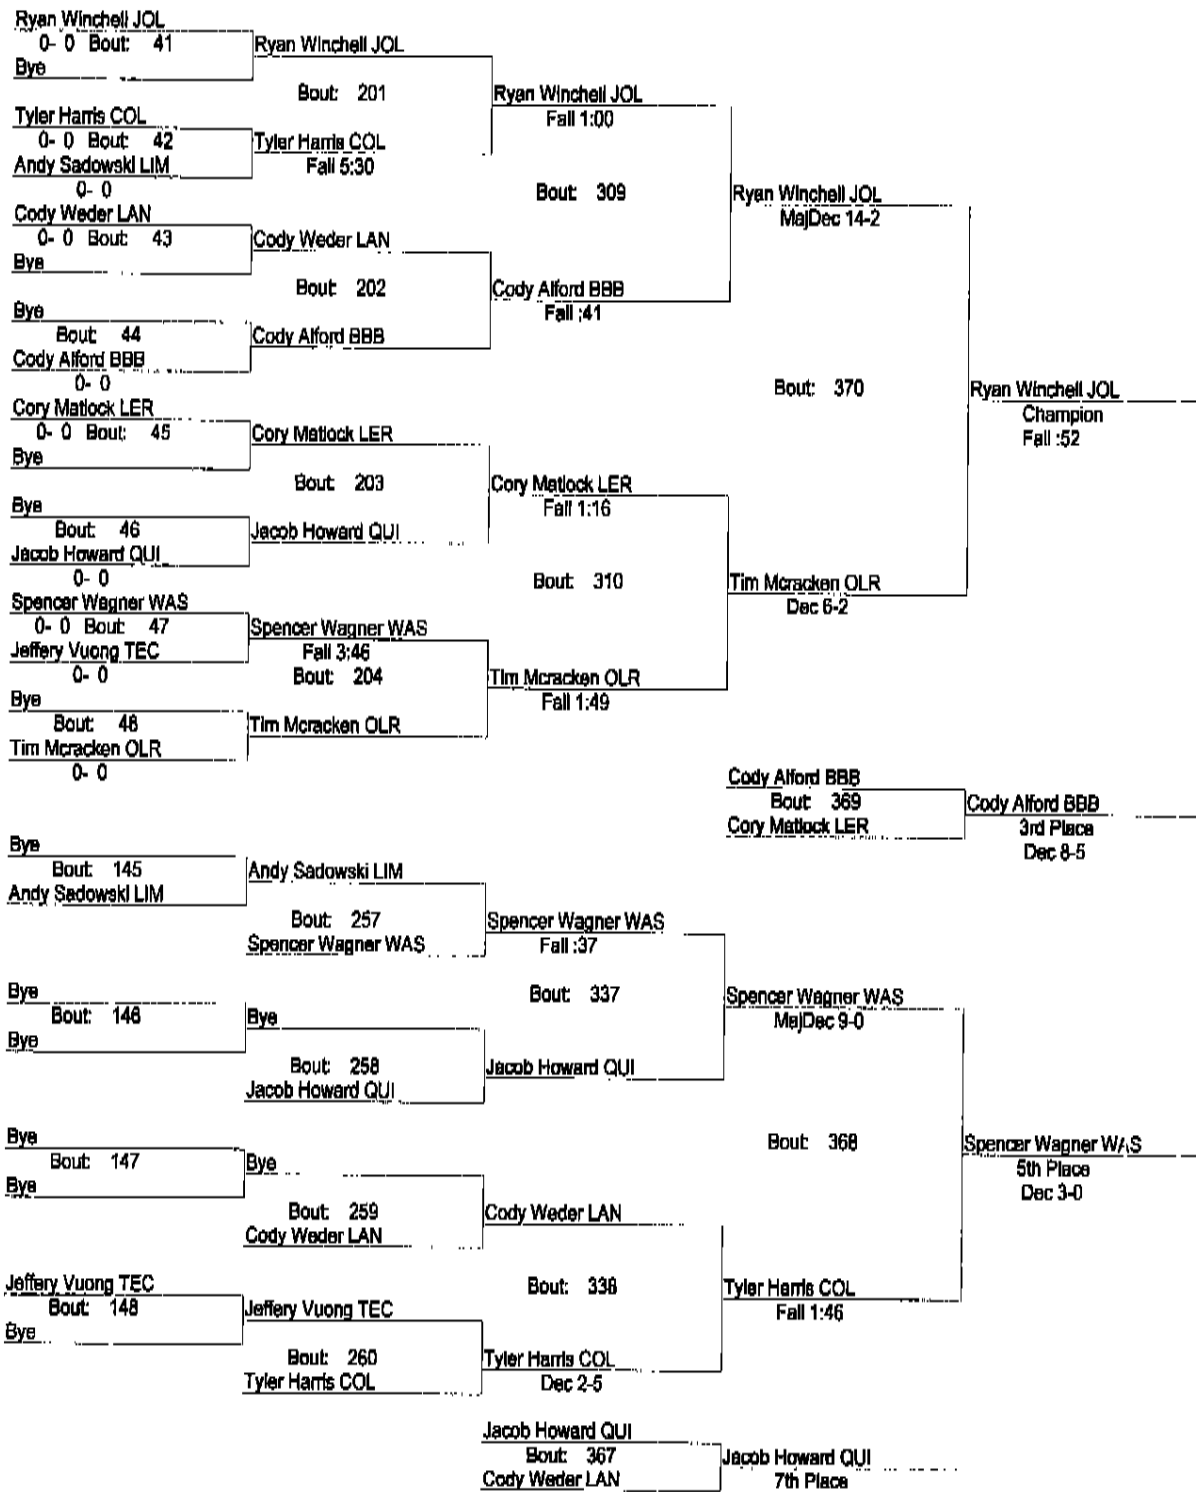 Ryan Winchell JOL
0- 0 Bout: 41
Bye
Ryan Winchell JOL
Bout: 201
Tyler Harris COL
0- 0 Bout: 42
Andy Sadowski LIM
0- 0
Tyler Harris COL
Fall 5:30
Ryan Winchell JOL
Fall 1:00
Bout: 309
Cody Weder LAN
0- 0 Bout: 43
Bye
Cody Weder LAN
Bout: 202
Bye
Bout: 44
Cody Alford BBB
0- 0
Cody Alford BBB
Cody Alford BBB
Fall :41
Ryan Winchell JOL
MajDec 14-2
Bout: 370
Cory Matlock LER
0- 0 Bout: 45
Bye
Cory Matlock LER
Bout: 203
Bye
Bout: 46
Jacob Howard QUI
0- 0
Jacob Howard QUI
Cory Matlock LER
Fall 1:16
Bout: 310
Spencer Wagner WAS
0- 0 Bout: 47
Jeffery Vuong TEC
0- 0
Spencer Wagner WAS
Fall 3:46
Bout: 204
Bye
Bout: 48
Tim Mcracken OLR
0- 0
Tim Mcracken OLR
Tim Mcracken OLR
Fall 1:49
Tim Mcracken OLR
Dec 6-2
Ryan Winchell JOL
Champion
Fall :52
Cody Alford BBB
Bout: 369
Cory Matlock LER
Cody Alford BBB
3rd Place
Dec 8-5
Bye
Bout: 145
Andy Sadowski LIM
Andy Sadowski LIM
Bout: 257
Spencer Wagner WAS
Spencer Wagner WAS
Fall :37
Bout: 337
Bye
Bout: 146
Bye
Bye
Bout: 258
Jacob Howard QUI
Jacob Howard QUI
Spencer Wagner WAS
MajDec 9-0
Bout: 368
Bye
Bout: 147
Bye
Bye
Bout: 259
Cody Weder LAN
Cody Weder LAN
Bout: 338
Jeffery Vuong TEC
Bout: 148
Bye
Jeffery Vuong TEC
Bout: 260
Tyler Harris COL
Tyler Harris COL
Dec 2-5
Tyler Harris COL
Fall 1:46
Spencer Wagner WAS
5th Place
Dec 3-0
Jacob Howard QUI
Bout: 367
Cody Weder LAN
Jacob Howard QUI
7th Place